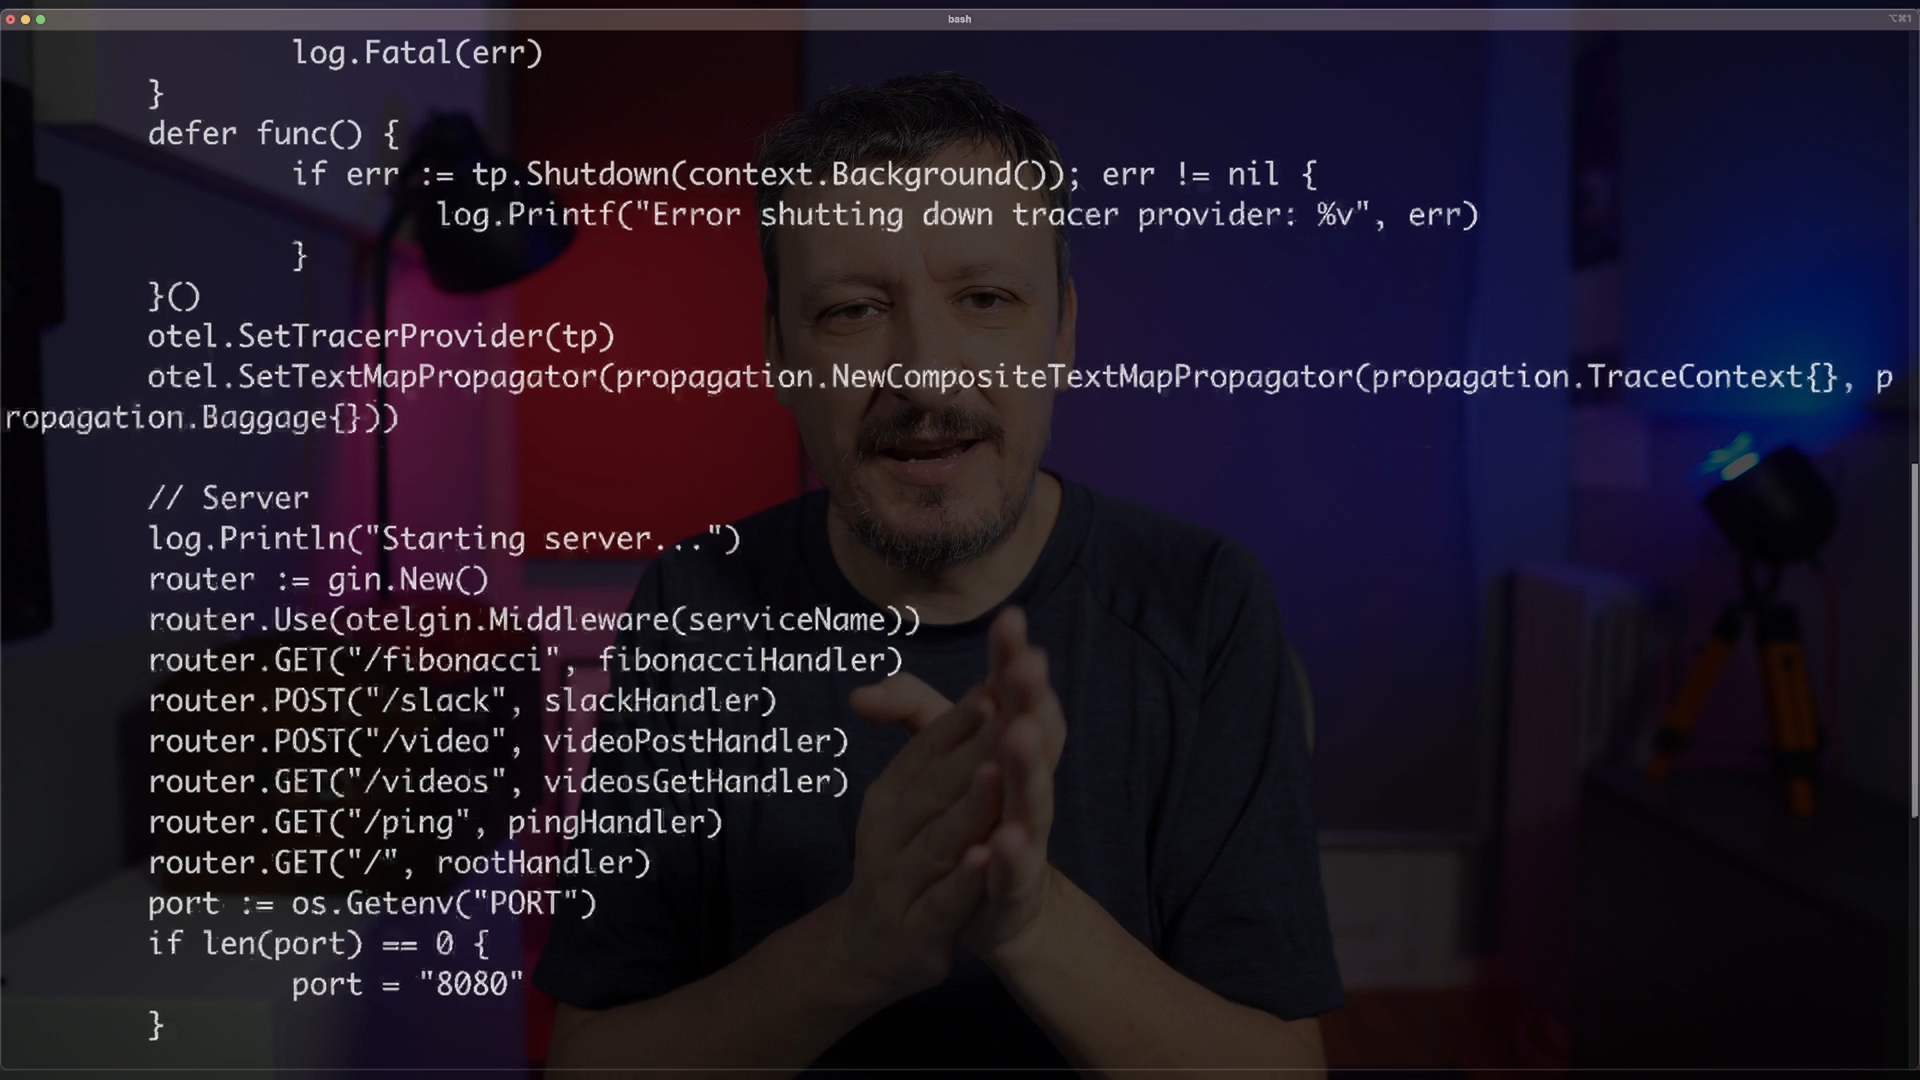 bash
⌥⌘1
log.Fatal(err)
}
defer func() {
if err := tp.Shutdown(context.Background()); err != nil {
log.Printf("Error shutting down tracer provider: %v", err)
}
}()
otel.SetTracerProvider(tp)
otel.SetTextMapPropagator(propagation.NewCompositeTextMapPropagator(propagation.TraceContext{}, p
ropagation.Baggage{}))
// Server
log.Println("Starting server...")
router := gin.New()
router.Use(otelgin.Middleware(serviceName))
router.GET("/fibonacci", fibonacciHandler)
router.POST("/slack", slackHandler)
router.POST("/video", videoPostHandler)
router.GET("/videos", videosGetHandler)
router.GET("/ping", pingHandler)
router.GET("/", rootHandler)
port := os.Getenv("PORT")
if len(port) == 0 {
port = "8080"
}